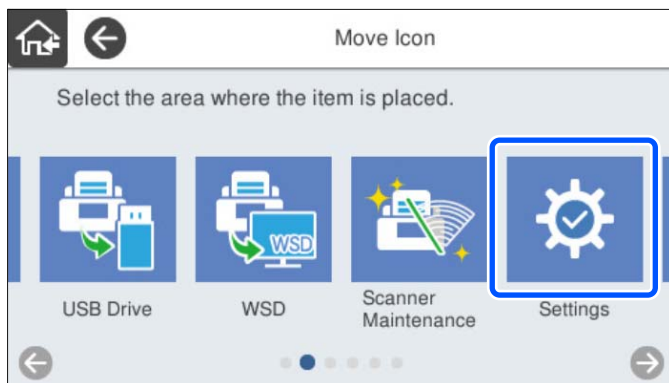 Move Icon
Select the area where the item is placed.
WSD
USB Drive
WSD
Scanner
Maintenance
Settings